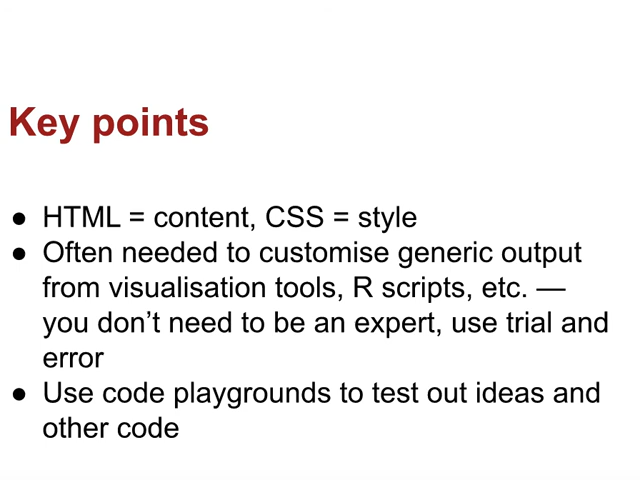 Key points
● HTML = content, CSS = style
● Often needed to customise generic output
from visualisation tools, R scripts, etc. —
you don’t need to be an expert, use trial and
error
● Use code playgrounds to test out ideas and
other code